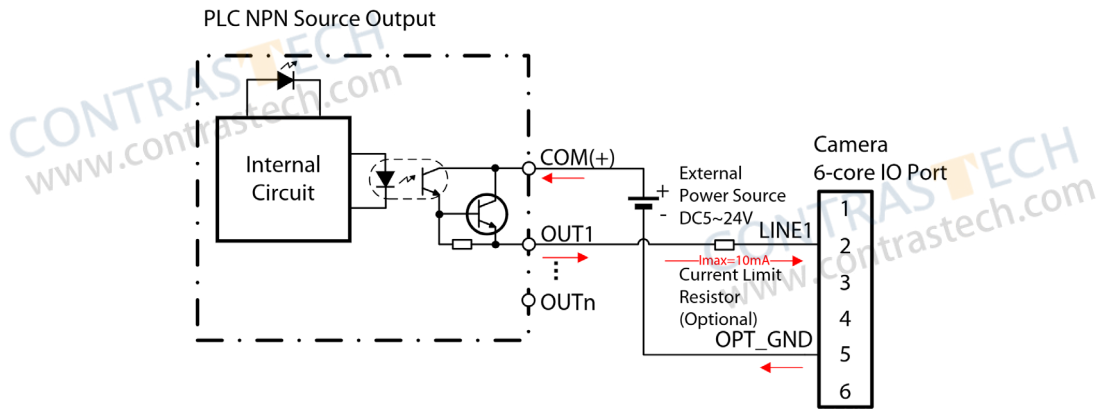 PLC NPN Source Output
CONTRASTECH
www.contrastech.com
Internal
Circuit
COM(+)
OUT1
OUTn
+
-
External
Power Source
DC5~24V
LINE1
Imax=10mA
Current Limit
Resistor
(Optional)
OPT_GND
Camera
6-core IO Port
1
2
3
4
5
6
CONTRASTECH
www.contrastech.com